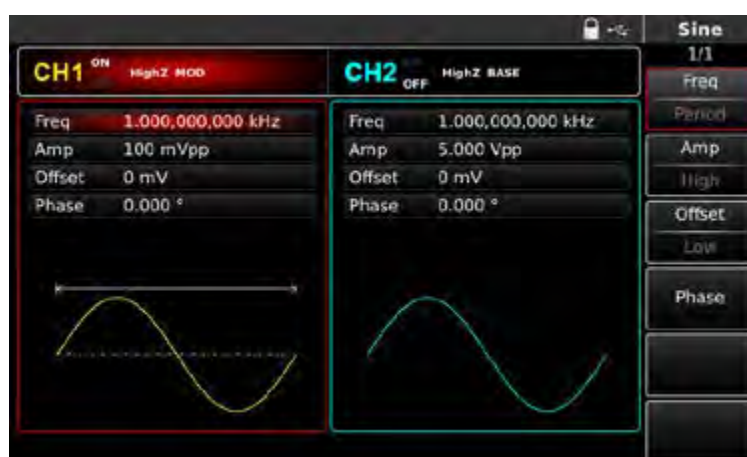 Sine
1/1
CH1 ON HighZ MOD
CH2 OFF HighZ BASE
Freq
Period
Freq 1.000,000,000 kHz
Freq 1.000,000,000 kHz
Amp 100 mVpp
Amp 5.000 Vpp
Amp
High
Offset 0 mV
Offset 0 mV
Phase 0.000 °
Phase 0.000 °
Offset
Low
Phase